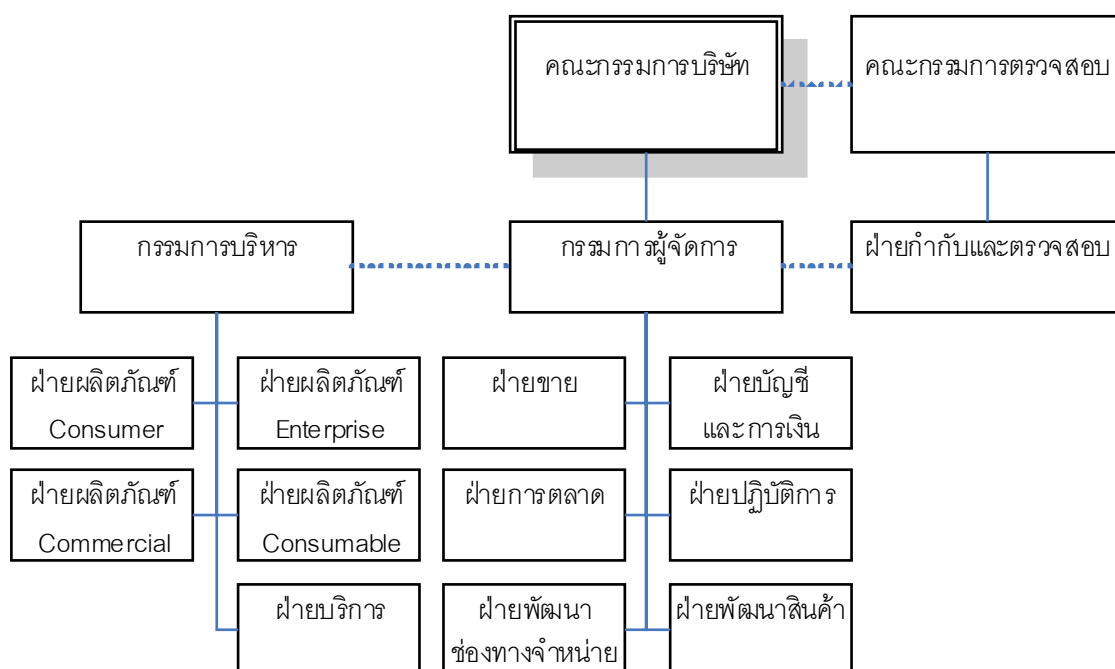 คณะกรรมการบริษัท
คณะกรรมการตรวจสอบ
กรรมการบริหาร
กรรมการผู้จัดการ
ฝ่ายกำกับและตรวจสอบ
ฝ่ายผลิตภัณฑ์
Consumer
ฝ่ายผลิตภัณฑ์
Enterprise
ฝ่ายขาย
ฝ่ายบัญชี
และการเงิน
ฝ่ายผลิตภัณฑ์
Commercial
ฝ่ายผลิตภัณฑ์
Consumable
ฝ่ายการตลาด
ฝ่ายปฏิบัติการ
ฝ่ายบริการ
ฝ่ายพัฒนา
ช่องทางจำหน่าย
ฝ่ายพัฒนาสินค้า